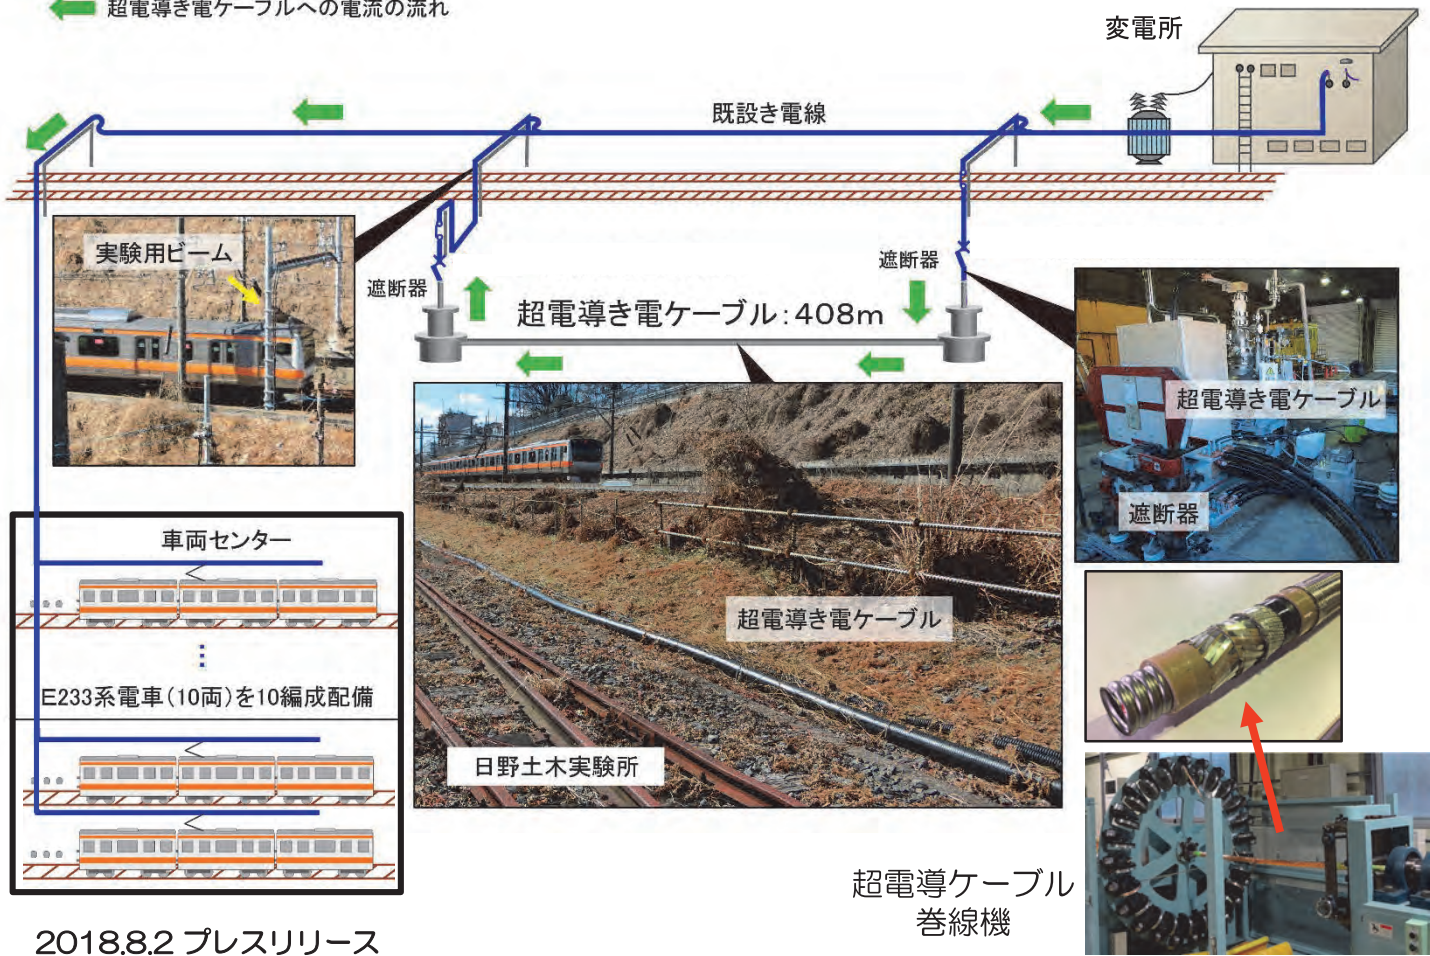 超電導き電ケーブルへの電流の流れ
変電所
既設き電線
実験用ビーム
遮断器
遮断器
超電導き電ケーブル：408m
超電導き電ケーブル
遮断器
車両センター
超電導き電ケーブル
E233系電車（10両）を10編成配備
日野土木実験所
超電導ケーブル
巻線機
2018.8.2 プレスリリース